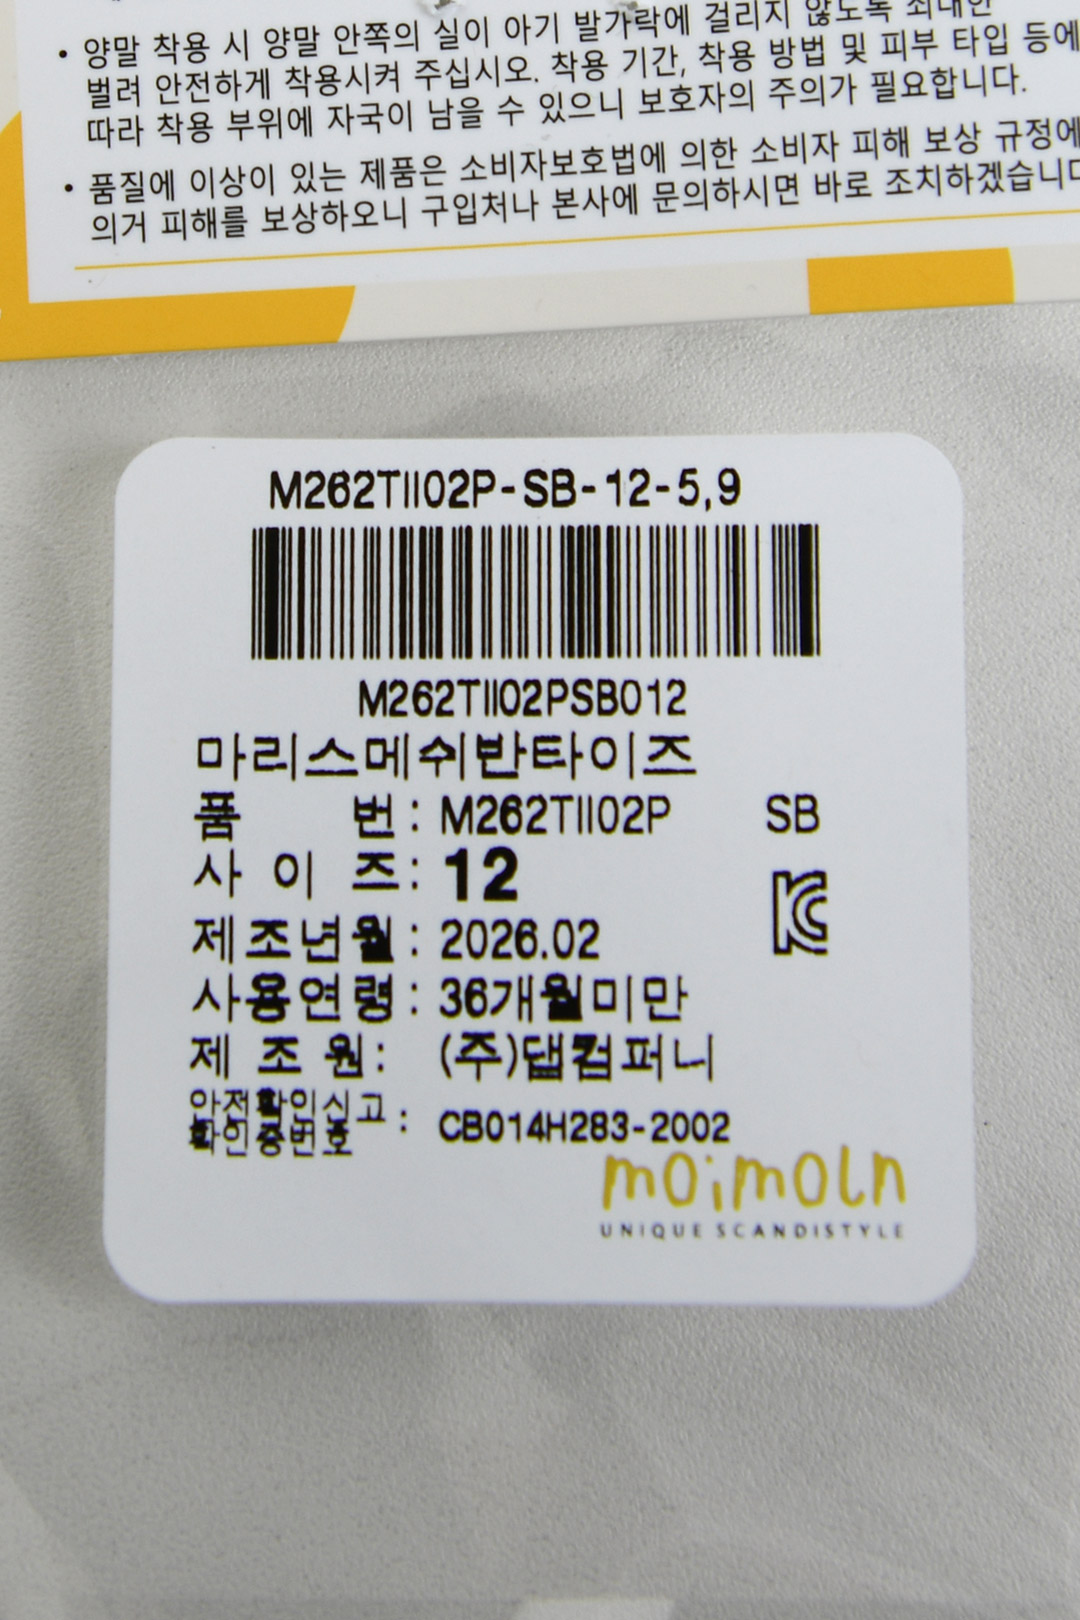 • 양말 착용 시 양말 안쪽의 실이 아기 발가락에 걸리지 않도록 최대한
벌려 안전하게 착용시켜 주십시오. 착용 기간, 착용 방법 및 피부 타입 등에
따라 착용 부위에 자국이 남을 수 있으니 보호자의 주의가 필요합니다.
• 품질에 이상이 있는 제품은 소비자보호법에 의한 소비자 피해 보상 규정에
의거 피해를 보상하오니 구입처나 본사에 문의하시면 바로 조치하겠습니다
M262TII02P-SB-12-5,9
M262TII02PSB012
마리스메쉬반타이즈
품 번 : M262TII02P SB
사 이 즈 : 12
제조년월 : 2026.02
사용연령 : 36개월미만
제 조 원 : (주)댑컴퍼니
안전확인신고
확인증번호 : CB014H283-2002
moimoln
UNIQUE SCANDISTYLE